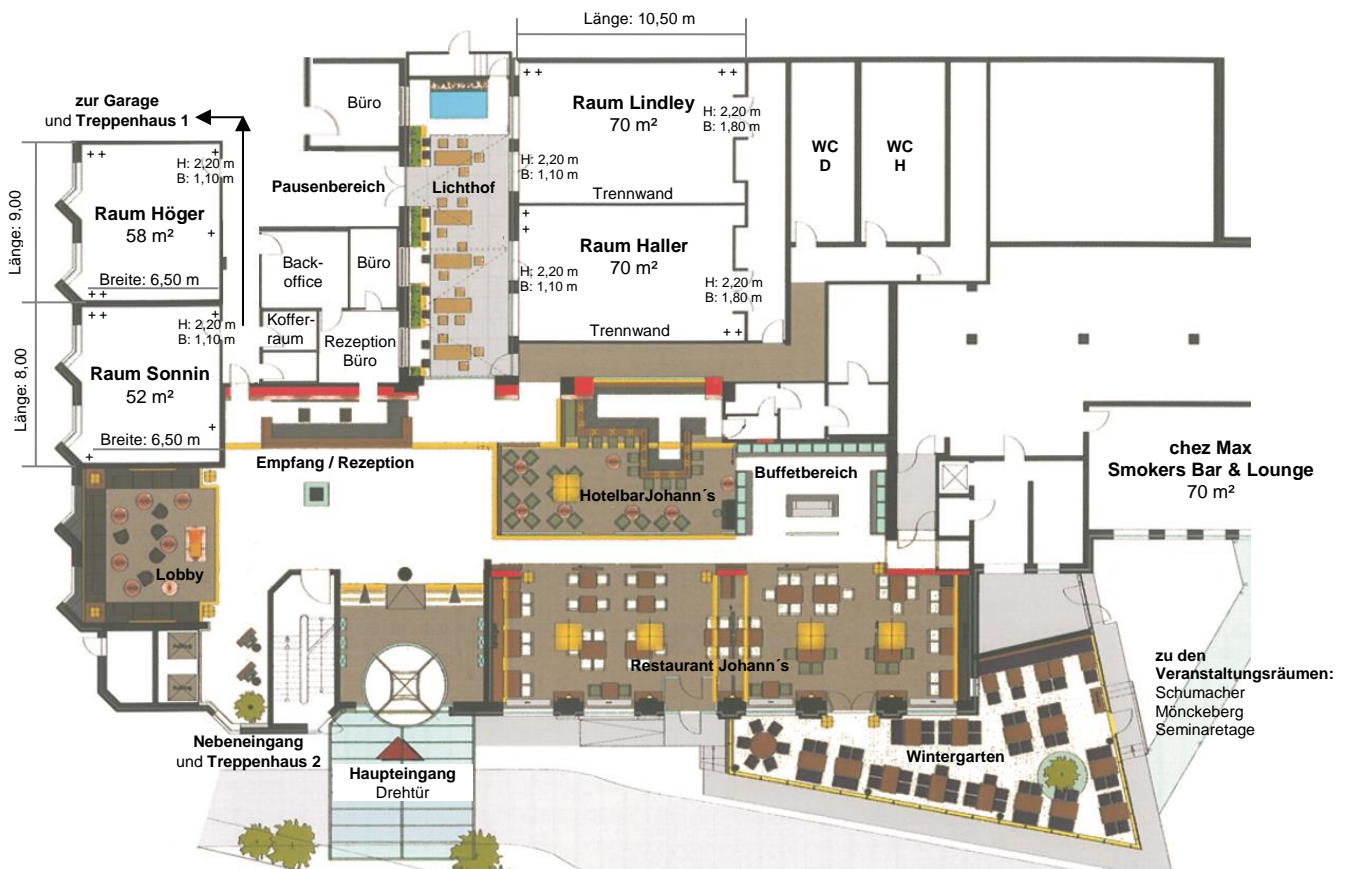 Länge: 10,50 m
zur Garage
und Treppenhaus 1
Büro
+ +
+ +
Raum Lindley
70 m²
H: 2,20 m
B: 1,80 m
H: 2,20 m
B: 1,10 m
Trennwand
WC
D
WC
H
Länge: 9,00
+ +
+
H: 2,20 m
B: 1,10 m
Raum Höger
58 m²
+
Breite: 6,50 m
+ +
Pausenbereich
Lichthof
+
+
Raum Haller
70 m²
H: 2,20 m
B: 1,10 m
H: 2,20 m
B: 1,80 m
Trennwand
+ +
Back-
office
Büro
Koffer-
raum
Rezeption
Büro
Länge: 8,00
+ +
+
H: 2,20 m
B: 1,10 m
Raum Sonnin
52 m²
+
Breite: 6,50 m
+
Empfang / Rezeption
HotelbarJohann´s
Buffetbereich
chez Max
Smokers Bar & Lounge
70 m²
Lobby
Restaurant Johann´s
zu den
Veranstaltungsräumen:
Schumacher
Mönckeberg
Seminaretage
Nebeneingang
und Treppenhaus 2
Haupteingang
Drehtür
Wintergarten